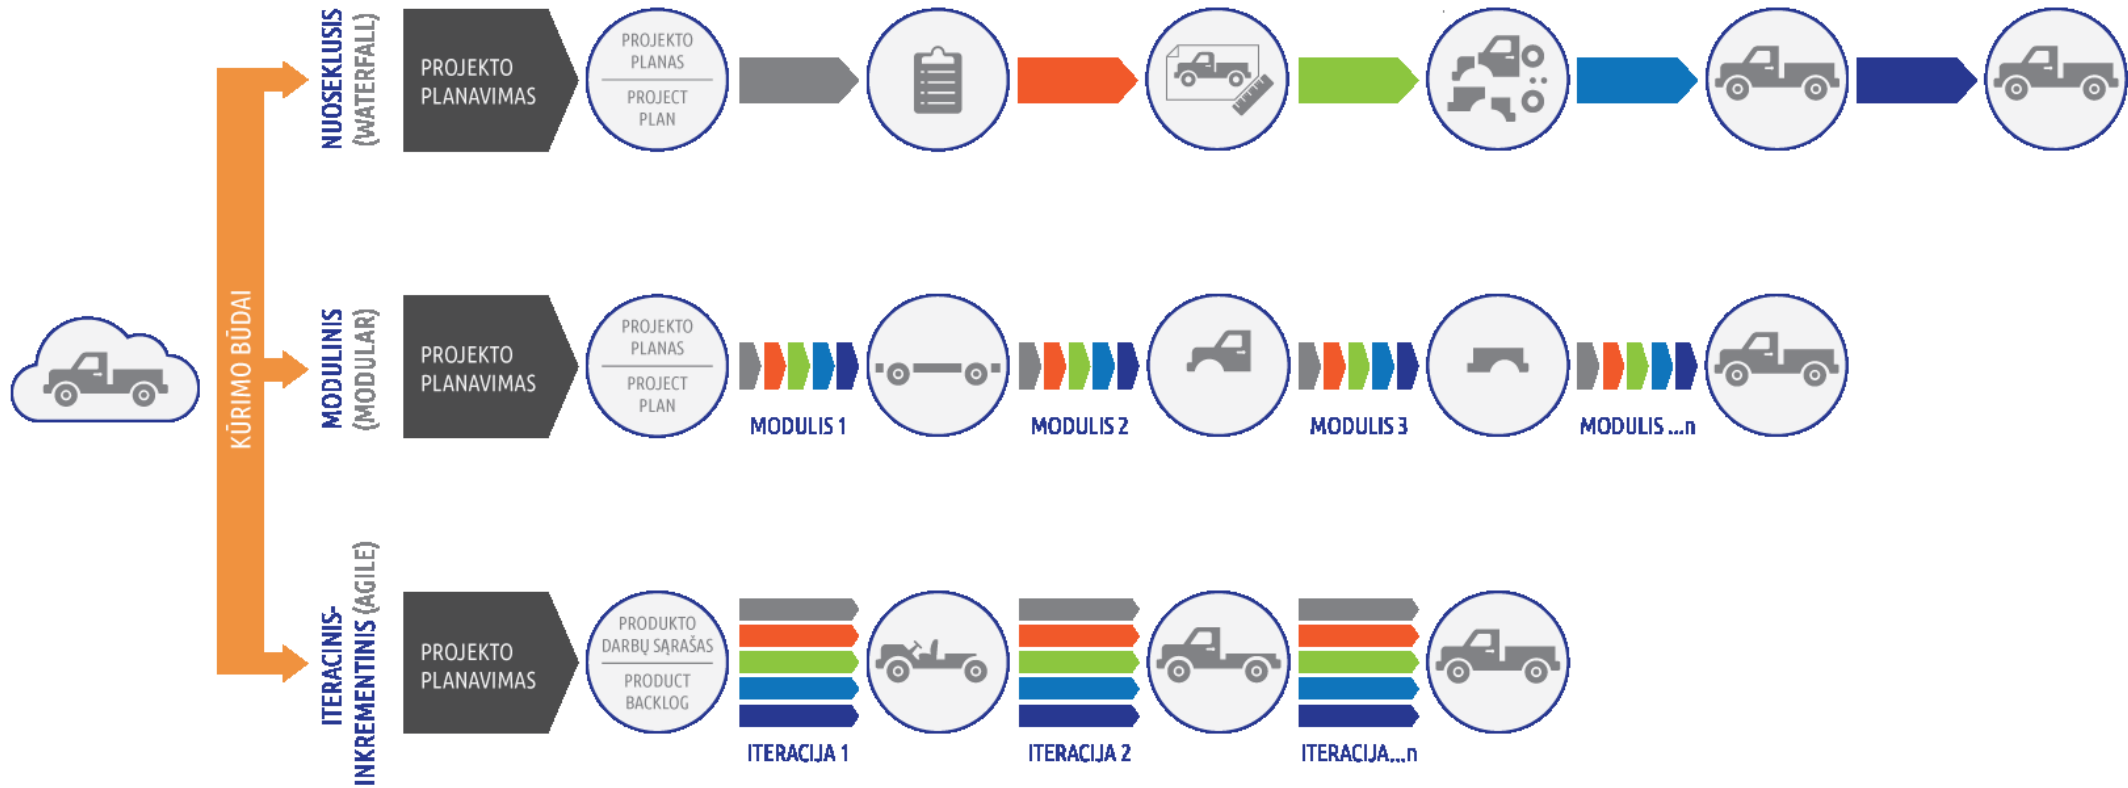 KŪRIMO BŪDAI
NUOSEKLUSIS
(WATERFALL)
PROJEKTO
PLANAVIMAS
PROJEKTO
PLANAS
PROJECT
PLAN
MODULINIS
(MODULAR)
PROJEKTO
PLANAVIMAS
PROJEKTO
PLANAS
PROJECT
PLAN
MODULIS 1
MODULIS 2
MODULIS 3
MODULIS ...n
ITERACINIS-
INKREMENTINIS (AGILE)
PROJEKTO
PLANAVIMAS
PRODUKTO
DARBŲ SĄRAŠAS
PRODUCT
BACKLOG
ITERACIJA 1
ITERACIJA 2
ITERACIJA...n